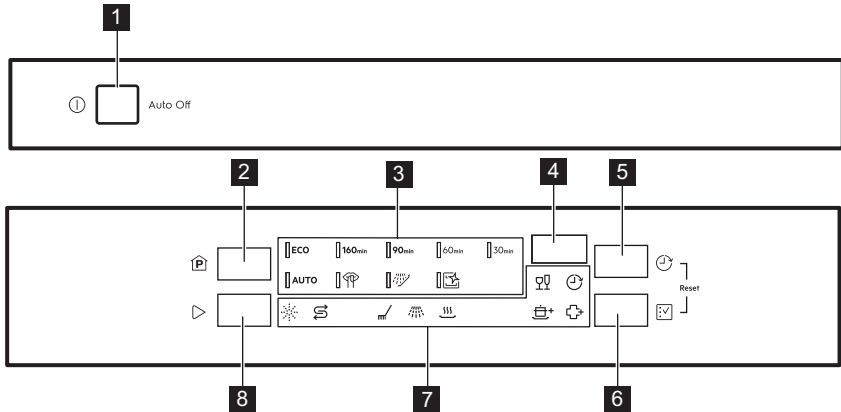 1
Auto Off
2 3 4 5
ECO 160min 90min 60min 30min
P
AUTO
Reset
8 7 6